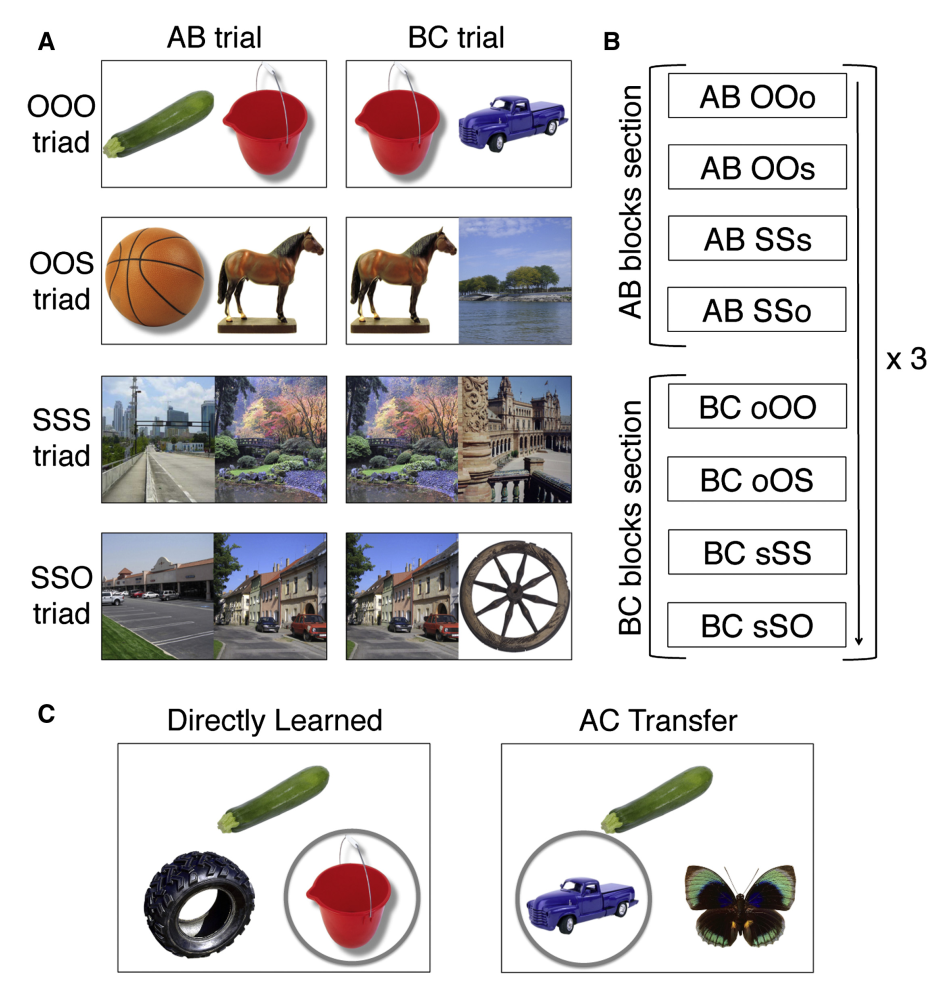 A
AB trial
BC trial
OOO
triad
OOS
triad
SSS
triad
SSO
triad
B
AB blocks section
AB OOo
AB OOs
AB SSs
AB SSo
BC blocks section
BC oOO
BC oOS
BC sSS
BC sSO
x 3
C
Directly Learned
AC Transfer